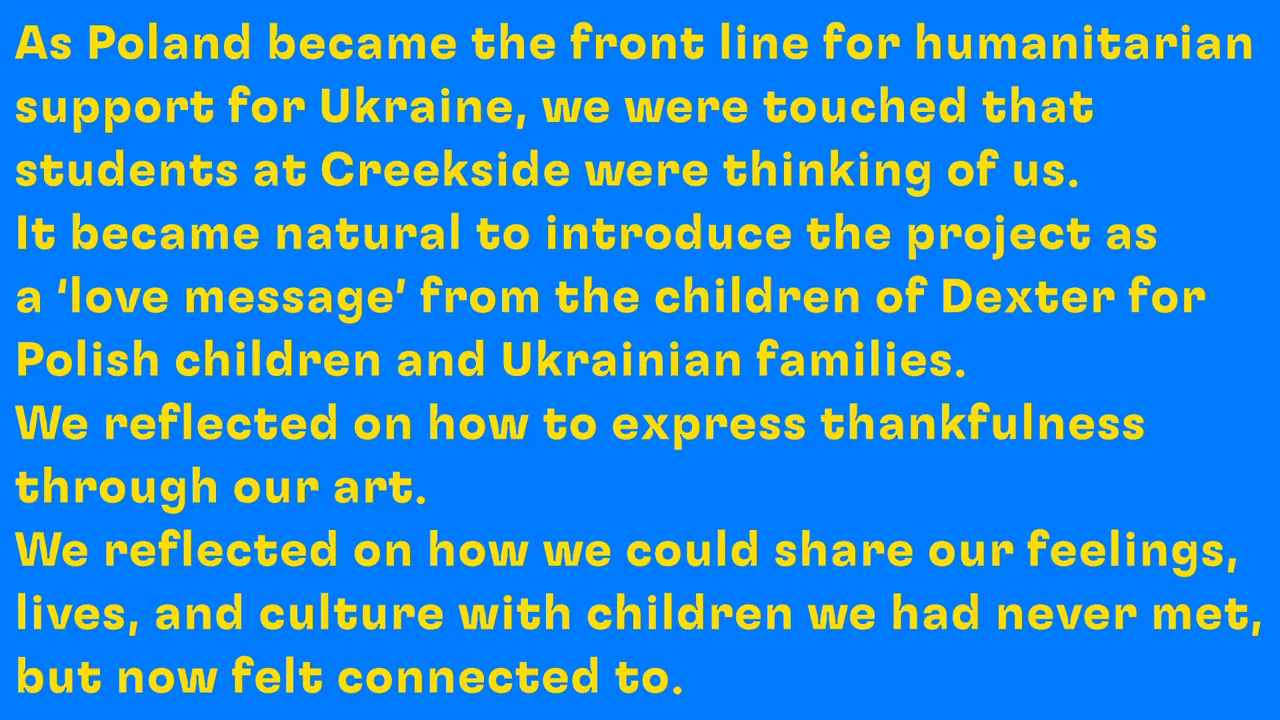 As Poland became the front line for humanitarian
support for Ukraine, we were touched that
students at Creekside were thinking of us.
It became natural to introduce the project as
a ‘love message’ from the children of Dexter for
Polish children and Ukrainian families.
We reflected on how to express thankfulness
through our art.
We reflected on how we could share our feelings,
lives, and culture with children we had never met,
but now felt connected to.